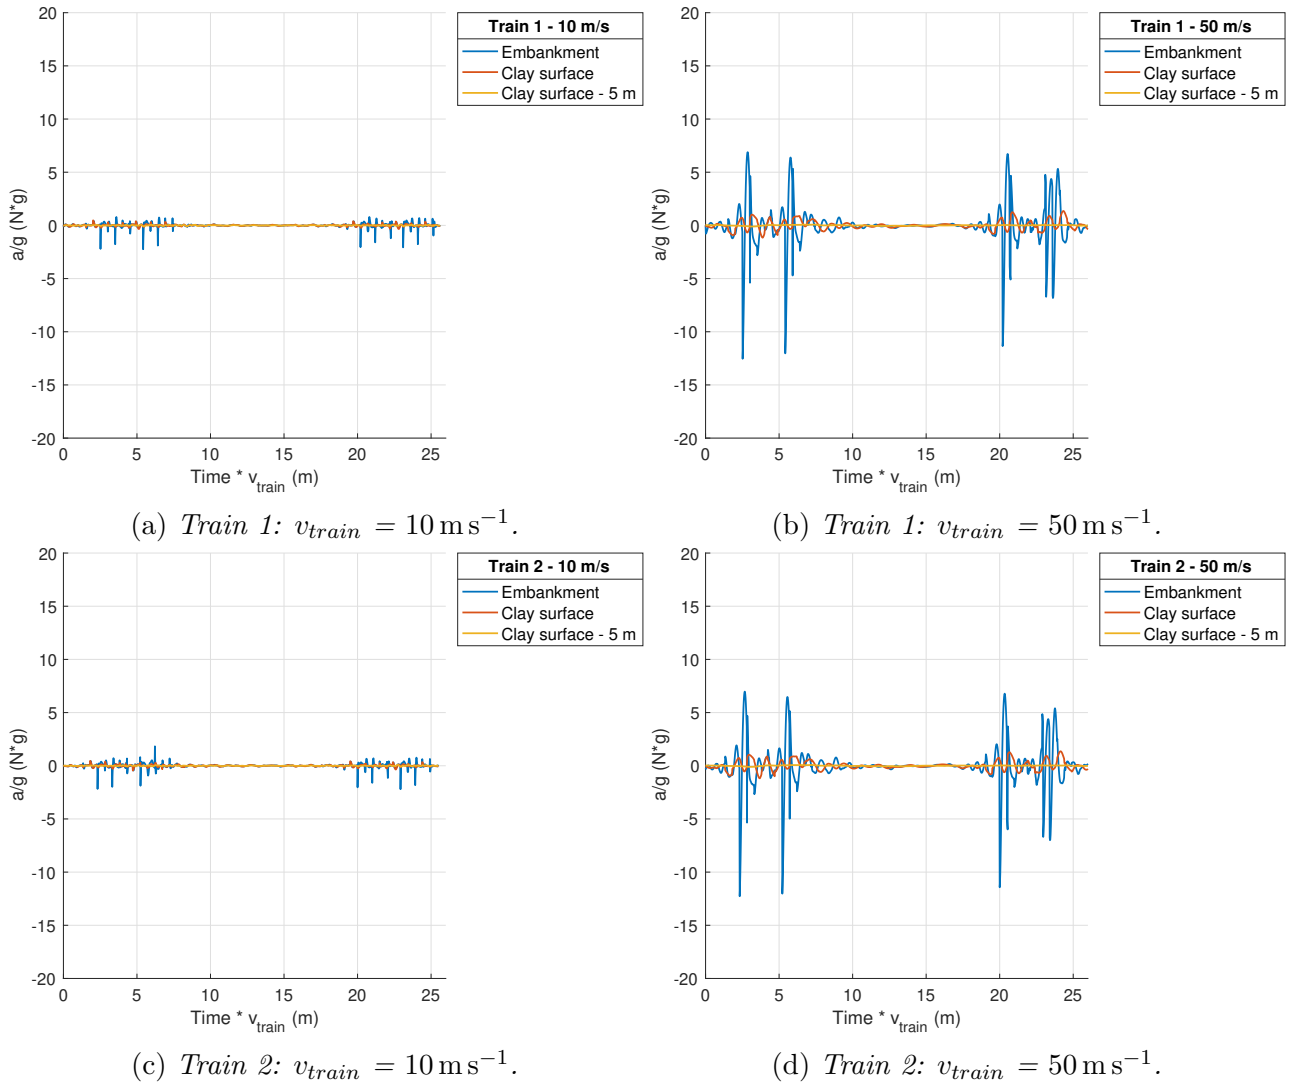 Train 1 - 10 m/s
Embankment
Clay surface
Clay surface - 5 m
20
15
10
5
0
-5
-10
-15
-20
a/g (N*g)
0 5 10 15 20 25
Time * v_train (m)
(a) Train 1: v_train = 10 m s^−1.
Train 1 - 50 m/s
Embankment
Clay surface
Clay surface - 5 m
20
15
10
5
0
-5
-10
-15
-20
a/g (N*g)
0 5 10 15 20 25
Time * v_train (m)
(b) Train 1: v_train = 50 m s^−1.
Train 2 - 10 m/s
Embankment
Clay surface
Clay surface - 5 m
20
15
10
5
0
-5
-10
-15
-20
a/g (N*g)
0 5 10 15 20 25
Time * v_train (m)
(c) Train 2: v_train = 10 m s^−1.
Train 2 - 50 m/s
Embankment
Clay surface
Clay surface - 5 m
20
15
10
5
0
-5
-10
-15
-20
a/g (N*g)
0 5 10 15 20 25
Time * v_train (m)
(d) Train 2: v_train = 50 m s^−1.